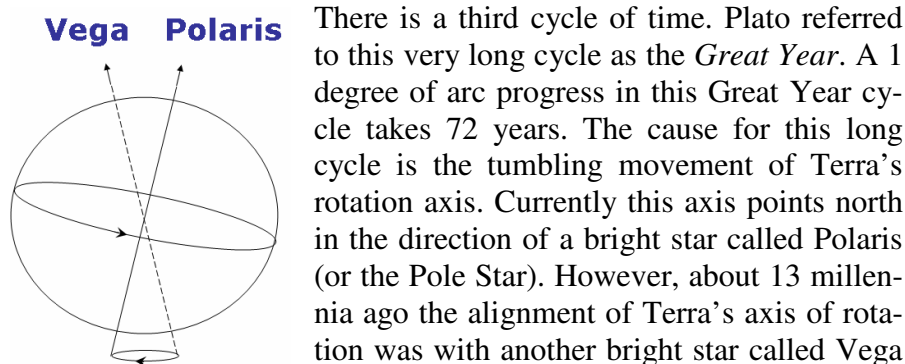 Vega Polaris
There is a third cycle of time. Plato referred
to this very long cycle as the Great Year. A 1
degree of arc progress in this Great Year cy-
cle takes 72 years. The cause for this long
cycle is the tumbling movement of Terra's
rotation axis. Currently this axis points north
in the direction of a bright star called Polaris
(or the Pole Star). However, about 13 millen-
nia ago the alignment of Terra's axis of rota-
tion was with another bright star called Vega